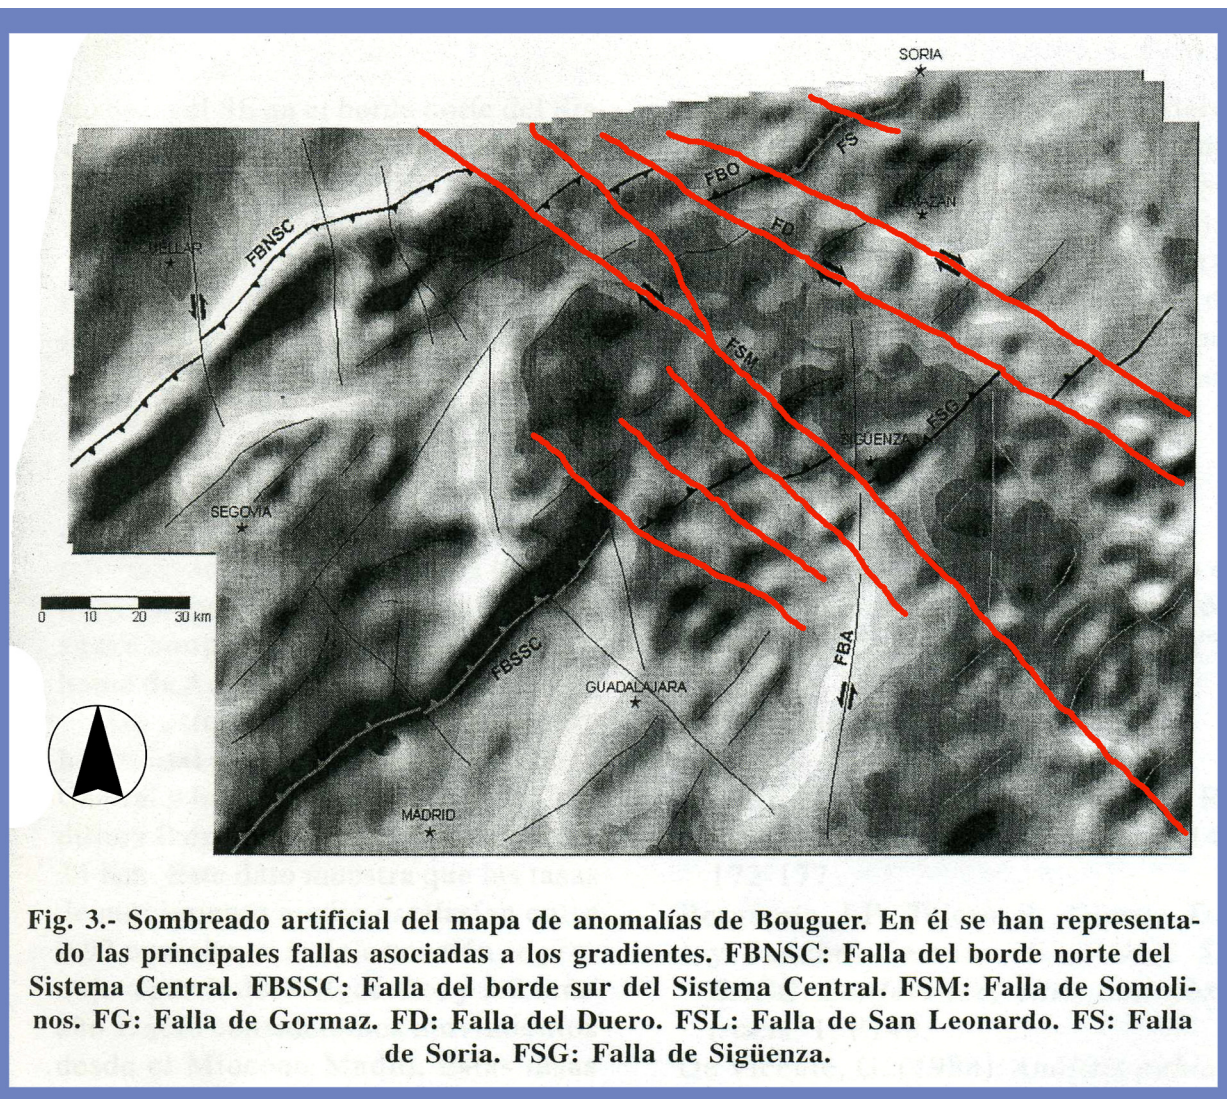 SORIA
FS
FBO
ALMAZAN
FD
FBNSC
CUELLAR
FSM
FSG
SIGUENZA
SEGOVIA
0 10 20 30 km
FBSSC
FBA
GUADALAJARA
MADRID
Fig. 3.- Sombreado artificial del mapa de anomalías de Bouguer. En él se han representa-
do las principales fallas asociadas a los gradientes. FBNSC: Falla del borde norte del
Sistema Central. FBSSC: Falla del borde sur del Sistema Central. FSM: Falla de Somoli-
nos. FG: Falla de Gormaz. FD: Falla del Duero. FSL: Falla de San Leonardo. FS: Falla
de Soria. FSG: Falla de Sigüenza.